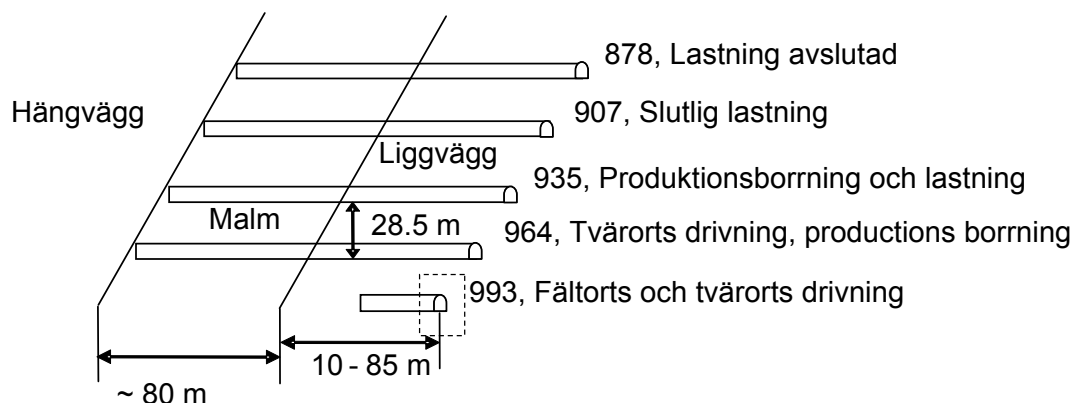 878, Lastning avslutad
Hängvägg
907, Slutlig lastning
Liggvägg
935, Produktionsborrning och lastning
Malm
28.5 m
964, Tvärorts drivning, productions borrning
993, Fältorts och tvärorts drivning
10 - 85 m
~ 80 m